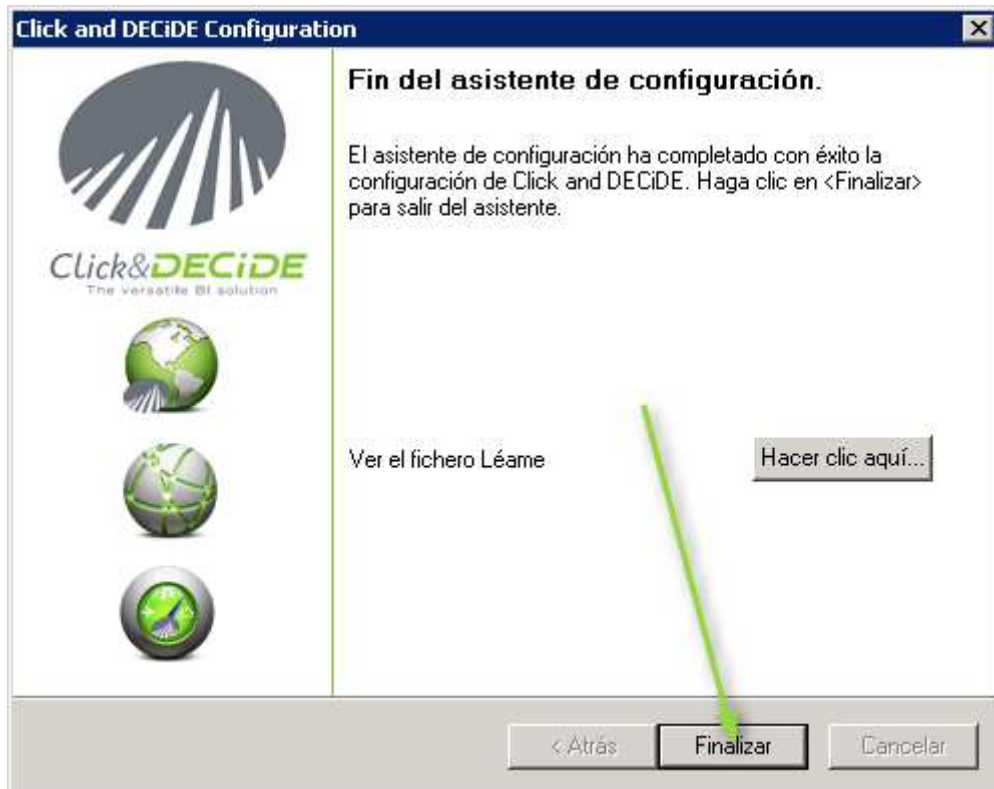 Click and DECiDE Configuration
Fin del asistente de configuración.
El asistente de configuración ha completado con éxito la
configuración de Click and DECiDE. Haga clic en <Finalizar>
para salir del asistente.
Click&DECiDE
The versatile BI solution
Ver el fichero Léame
Hacer clic aquí...
< Atrás
Finalizar
Cancelar